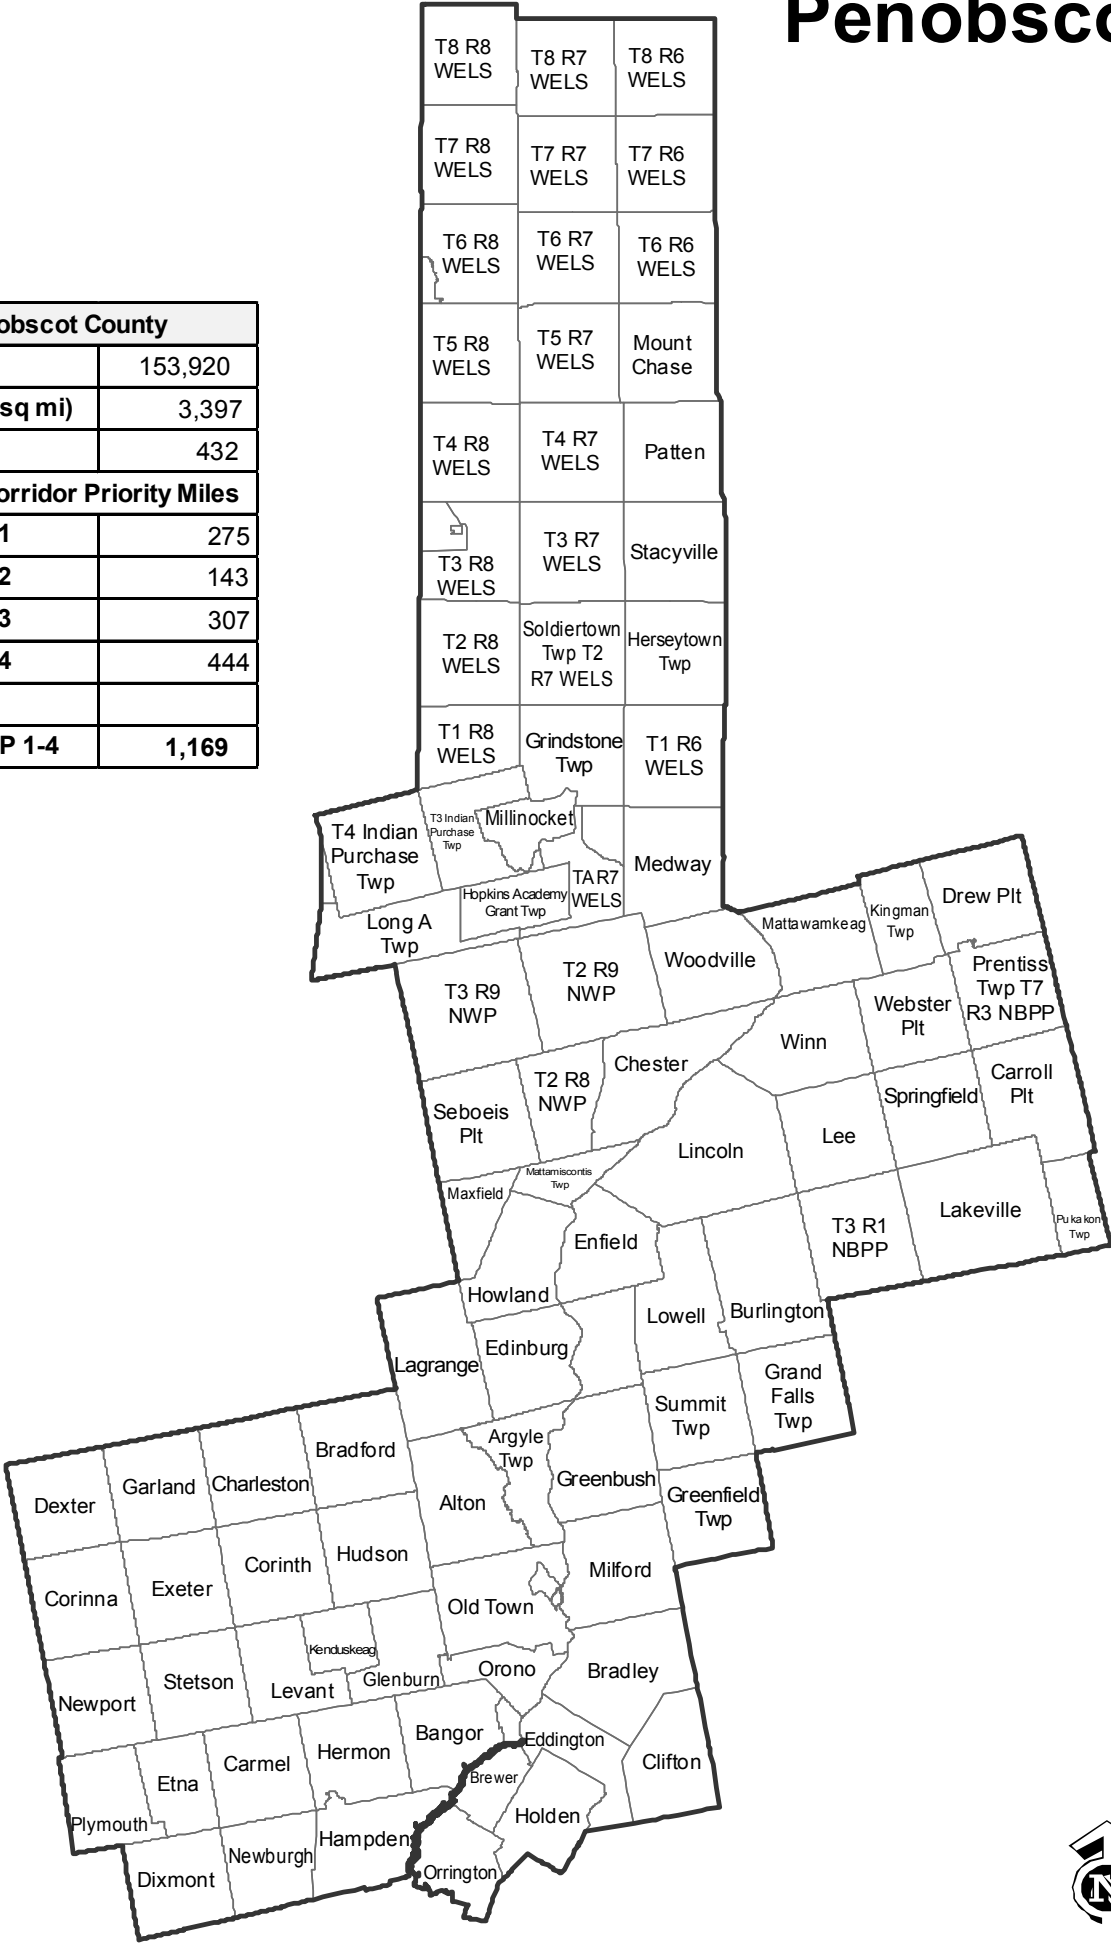 Penobsco
obscot County
153,920
sq mi) 3,397
432
orridor Priority Miles
1 275
2 143
3 307
4 444
P 1-4 1,169
T8 R8
WELS
T8 R7
WELS
T8 R6
WELS
T7 R8
WELS
T7 R7
WELS
T7 R6
WELS
T6 R8
WELS
T6 R7
WELS
T6 R6
WELS
T5 R8
WELS
T5 R7
WELS
Mount
Chase
T4 R8
WELS
T4 R7
WELS
Patten
T3 R8
WELS
T3 R7
WELS
Stacyville
T2 R8
WELS
Soldiertown
Twp T2
R7 WELS
Herseytown
Twp
T1 R8
WELS
Grindstone
Twp
T1 R6
WELS
T4 Indian
Purchase
Twp
T3 Indian
Purchase
Twp
Millinocket
Medway
TA R7
WELS
Hopkins Academy
Grant Twp
Long A
Twp
Mattawamkeag
Kingman
Twp
Drew Plt
T3 R9
NWP
T2 R9
NWP
Woodville
Prentiss
Twp T7
R3 NBPP
Webster
Plt
Winn
Chester
T2 R8
NWP
Seboeis
Plt
Carroll
Plt
Springfield
Lee
Lincoln
Mattamiscontis
Twp
Maxfield
Enfield
Lakeville
T3 R1
NBPP
Pukakon
Twp
Howland
Lowell
Burlington
Edinburg
Lagrange
Grand
Falls
Twp
Summit
Twp
Argyle
Twp
Greenbush
Greenfield
Twp
Bradford
Charleston
Garland
Dexter
Alton
Hudson
Corinth
Exeter
Corinna
Milford
Old Town
Kenduskeag
Glenburn
Levant
Stetson
Newport
Orono
Bradley
Bangor
Eddington
Clifton
Hermon
Carmel
Etna
Plymouth
Brewer
Holden
Hampden
Newburgh
Dixmont
Orrington
N